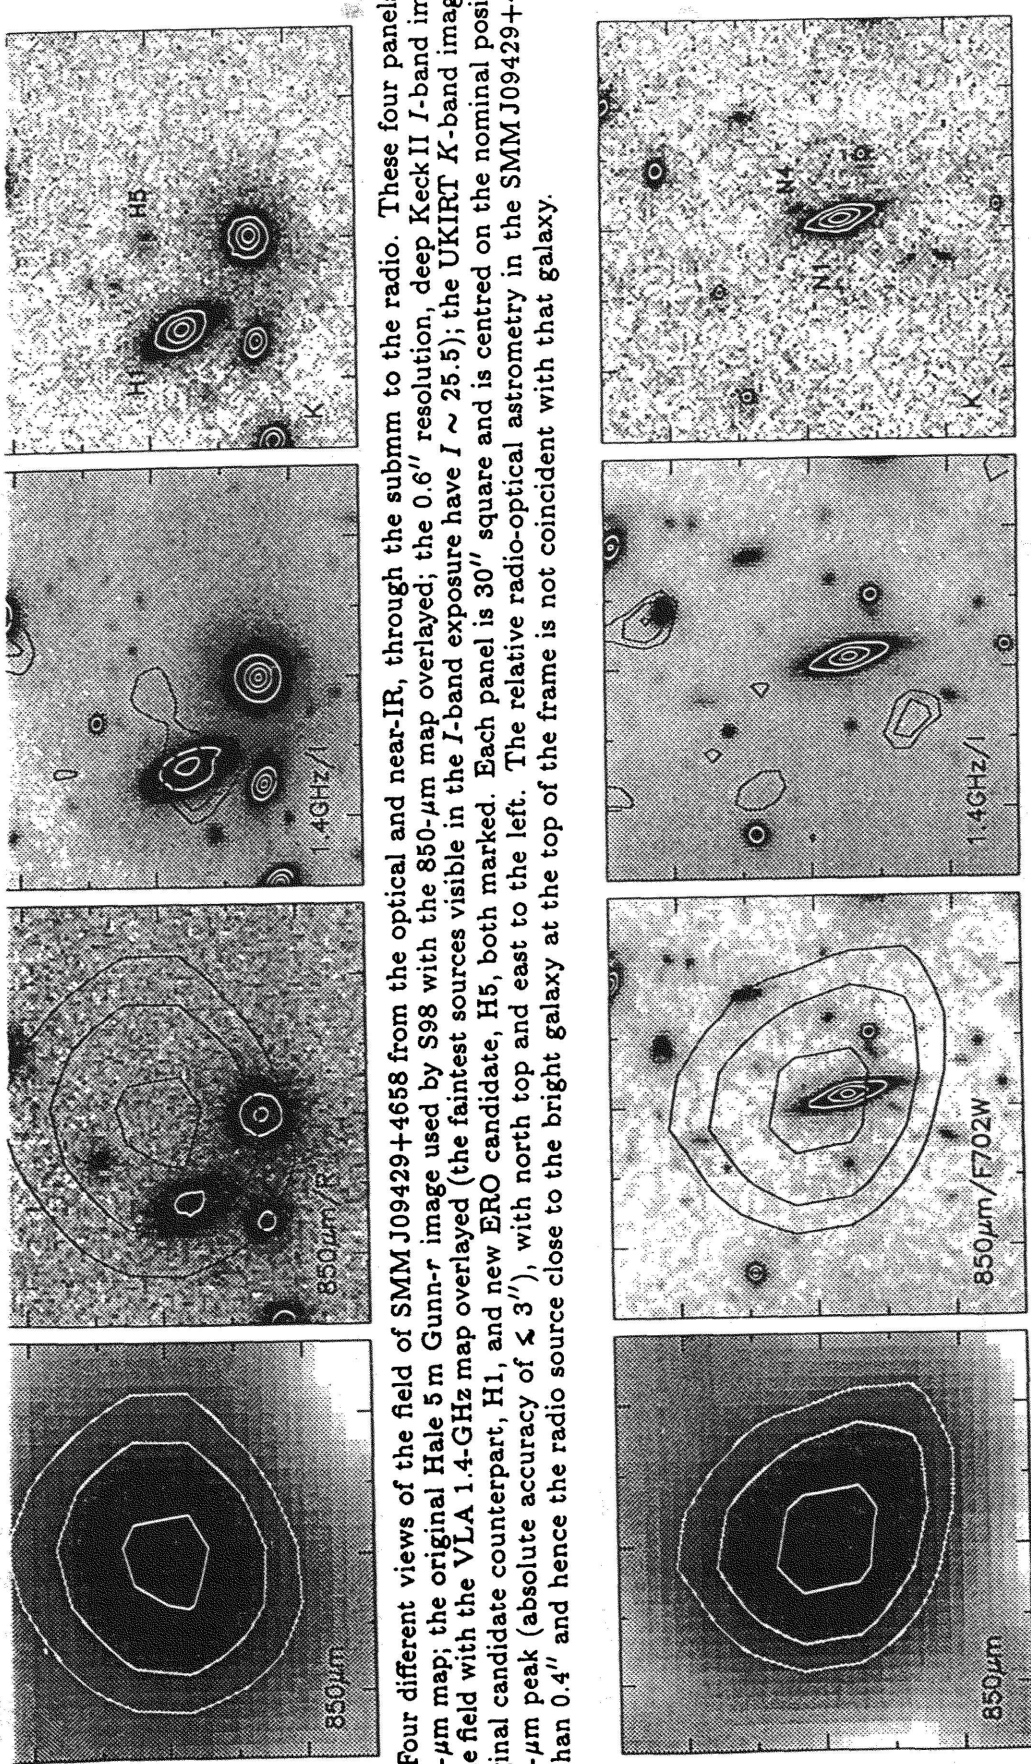 850μm
850μm/R
1.4GHz/I
H1
H5
K
Four different views of the field of SMM J09429+4658 from the optical and near-IR, through the submm to the radio. These four panels
-μm map; the original Hale 5 m Gunn-r image used by S98 with the 850-μm map overlayed; the 0.6″ resolution, deep Keck II I-band im
e field with the VLA 1.4-GHz map overlayed (the faintest sources visible in the I-band exposure have I ∼ 25.5); the UKIRT K-band imag
inal candidate counterpart, H1, and new ERO candidate, H5, both marked. Each panel is 30″ square and is centred on the nominal posi
-μm peak (absolute accuracy of ≲ 3″), with north top and east to the left. The relative radio-optical astrometry in the SMM J09429+4
han 0.4″ and hence the radio source close to the bright galaxy at the top of the frame is not coincident with that galaxy.
850μm
850μm/F702W
1.4GHz/I
N1
N4
K